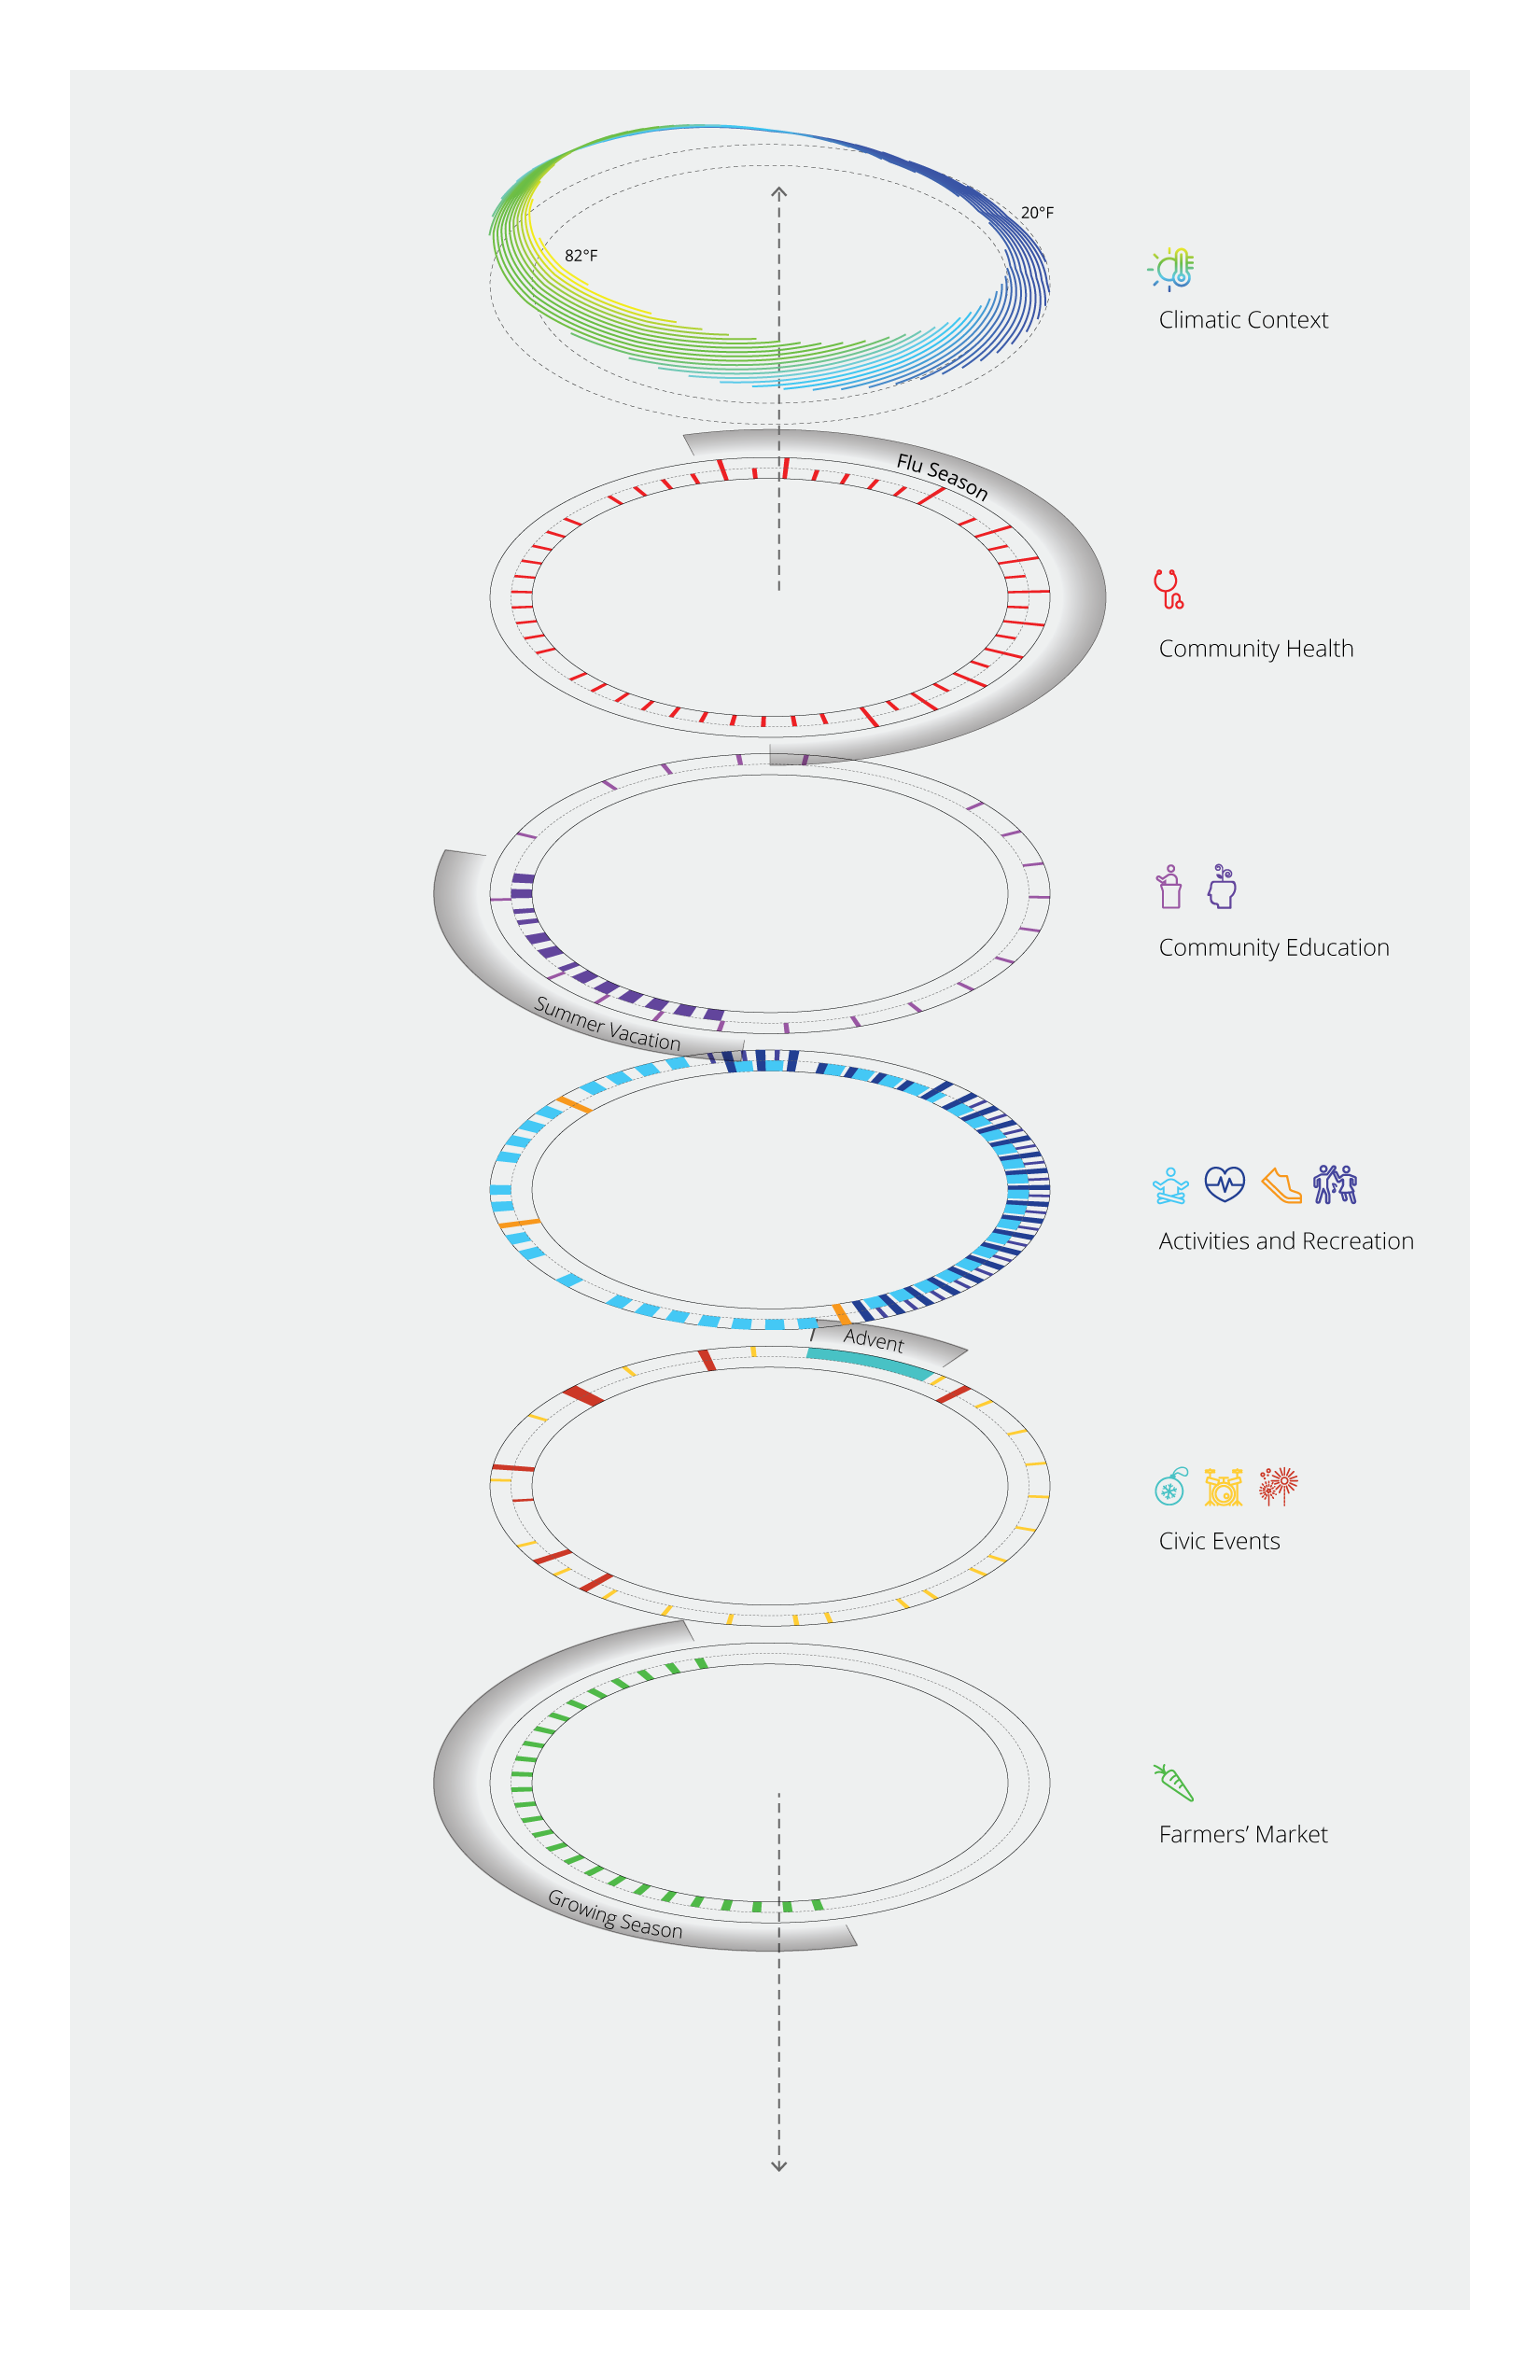 20°F
82°F
Climatic Context
Flu Season
Community Health
Community Education
Summer Vacation
Activities and Recreation
Advent
Civic Events
Farmers’ Market
Growing Season